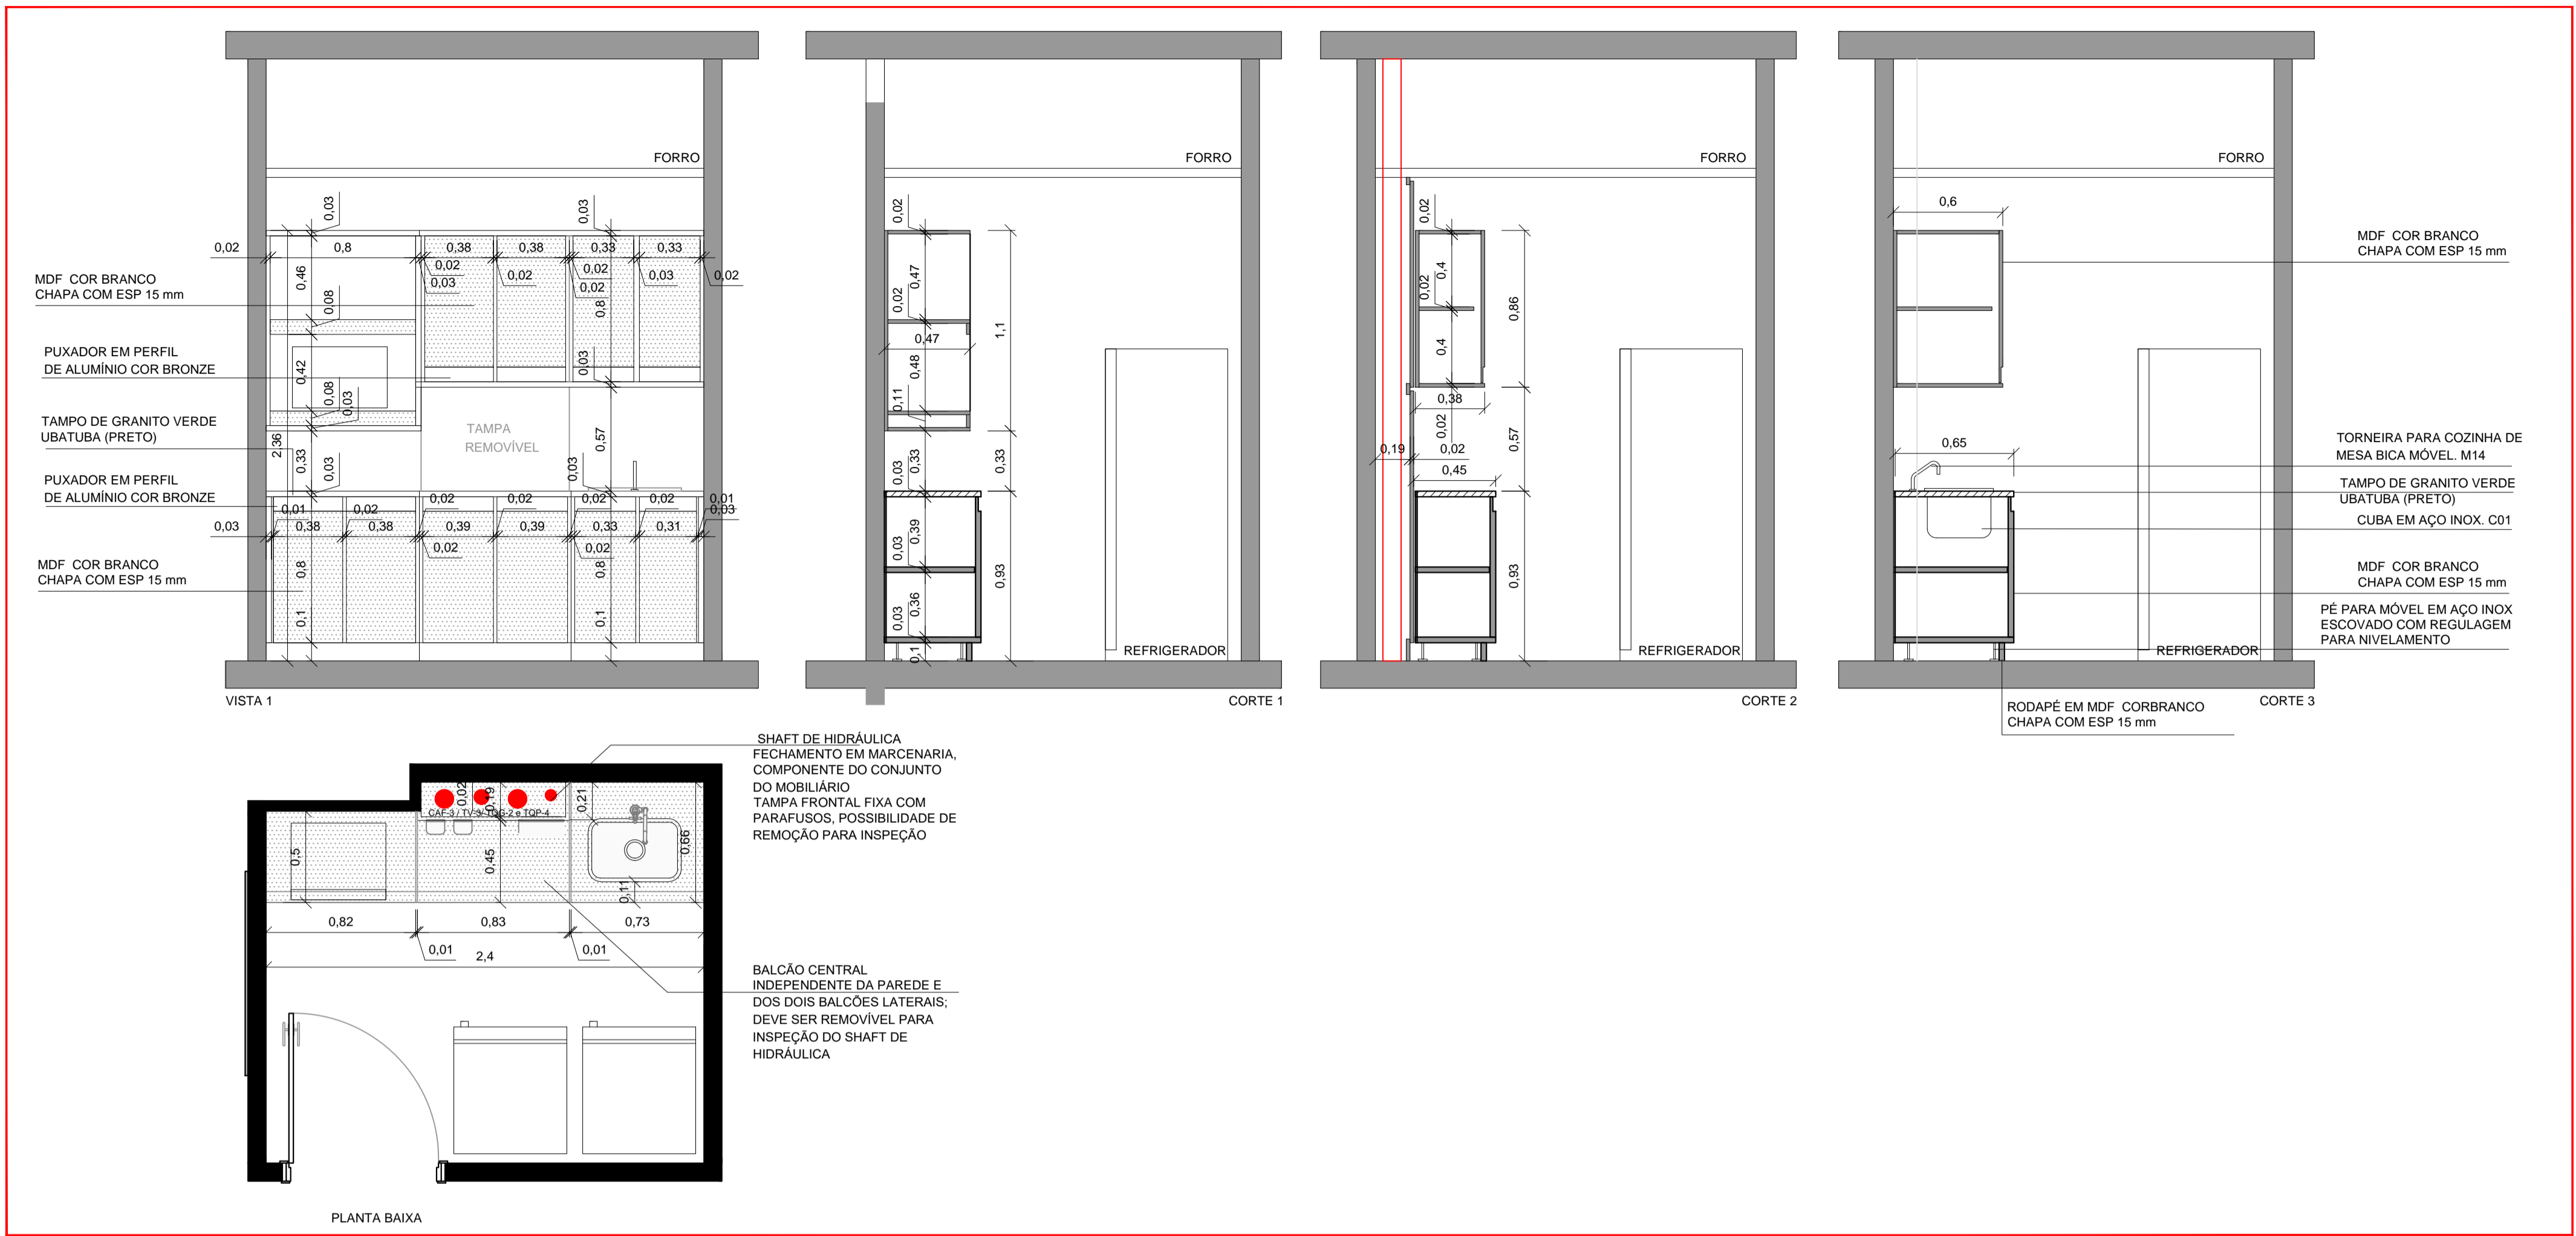 FORRO
0,03
0,03
0,02
0,8
0,38
0,38
0,33
0,33
0,02
0,02
0,02
0,03
0,02
0,03
0,02
0,46
0,8
MDF COR BRANCO
CHAPA COM ESP 15 mm
0,08
PUXADOR EM PERFIL
DE ALUMÍNIO COR BRONZE
0,42
0,03
0,08
0,03
TAMPO DE GRANITO VERDE
UBATUBA (PRETO)
TAMPA
REMOVÍVEL
2,36
0,33
0,03
0,57
0,03
PUXADOR EM PERFIL
DE ALUMÍNIO COR BRONZE
0,01
0,02
0,02
0,02
0,02
0,02
0,01
0,03
0,03
0,38
0,38
0,39
0,39
0,33
0,31
0,02
0,02
MDF COR BRANCO
CHAPA COM ESP 15 mm
0,8
0,8
0,1
0,1
VISTA 1
FORRO
0,02
0,47
0,02
0,47
1,1
0,48
0,11
0,33
0,03
0,33
0,39
0,03
0,93
0,36
0,03
0,1
REFRIGERADOR
CORTE 1
FORRO
0,02
0,4
0,02
0,86
0,4
0,38
0,02
0,57
0,19
0,02
0,45
0,93
REFRIGERADOR
CORTE 2
FORRO
0,6
MDF COR BRANCO
CHAPA COM ESP 15 mm
0,65
TORNEIRA PARA COZINHA DE
MESA BICA MÓVEL. M14
TAMPO DE GRANITO VERDE
UBATUBA (PRETO)
CUBA EM AÇO INOX. C01
MDF COR BRANCO
CHAPA COM ESP 15 mm
PÉ PARA MÓVEL EM AÇO INOX
ESCOVADO COM REGULAGEM
PARA NIVELAMENTO
REFRIGERADOR
CORTE 3
RODAPÉ EM MDF CORBRANCO
CHAPA COM ESP 15 mm
SHAFT DE HIDRÁULICA
FECHAMENTO EM MARCENARIA,
COMPONENTE DO CONJUNTO
DO MOBILIÁRIO
TAMPA FRONTAL FIXA COM
PARAFUSOS, POSSIBILIDADE DE
REMOÇÃO PARA INSPEÇÃO
0,02
0,19
0,21
CAF-3 / TV-3/ TQG-2 e TQP-4
0,5
0,45
0,66
0,11
0,82
0,83
0,73
0,01
0,01
2,4
BALCÃO CENTRAL
INDEPENDENTE DA PAREDE E
DOS DOIS BALCÕES LATERAIS;
DEVE SER REMOVÍVEL PARA
INSPEÇÃO DO SHAFT DE
HIDRÁULICA
PLANTA BAIXA